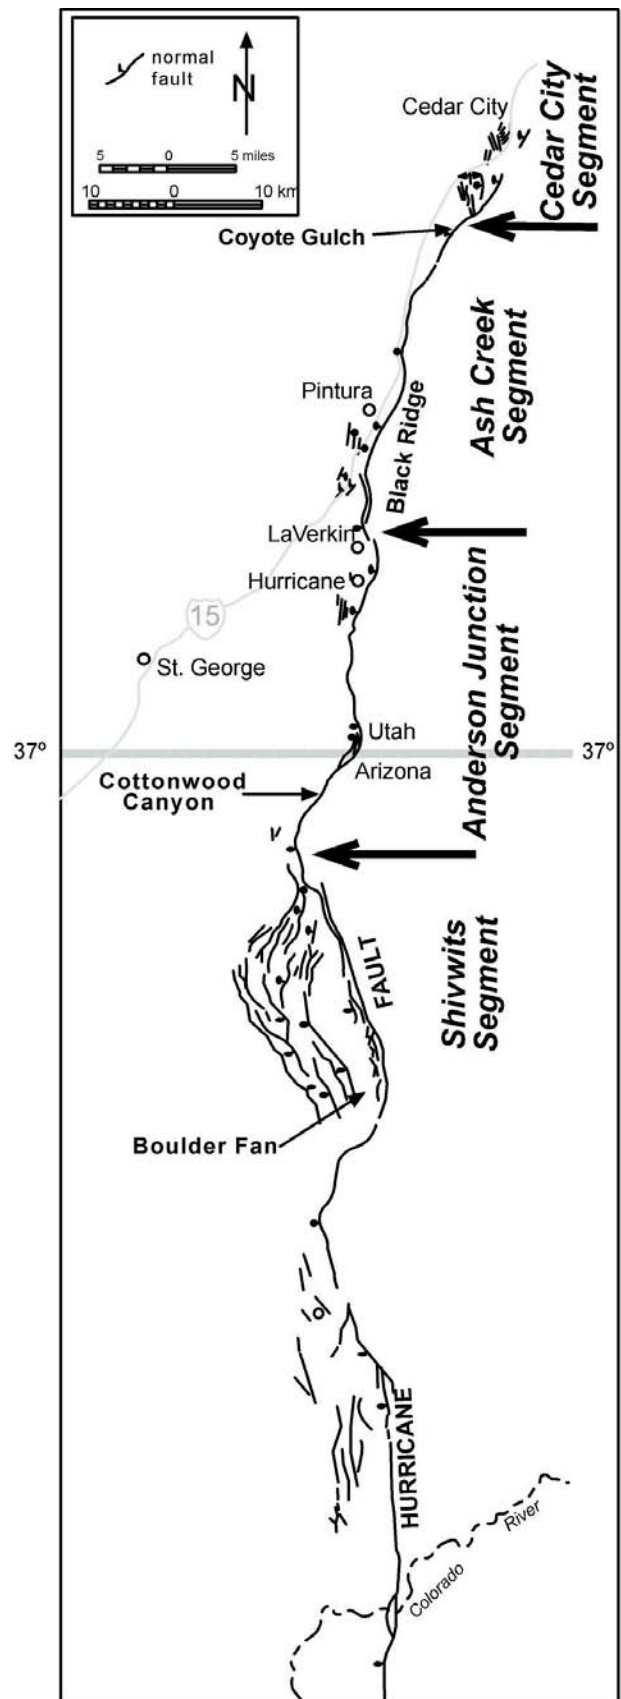 normal
fault
N
5 0 5 miles
10 0 10 km
Cedar City
Cedar City
Segment
Coyote Gulch
Ash Creek
Segment
Pintura
Black Ridge
LaVerkin
Hurricane
15
St. George
Anderson Junction
Segment
Utah
37º 37º
Arizona
Cottonwood
Canyon
Shivwits
Segment
FAULT
Boulder Fan
HURRICANE
River
Colorado